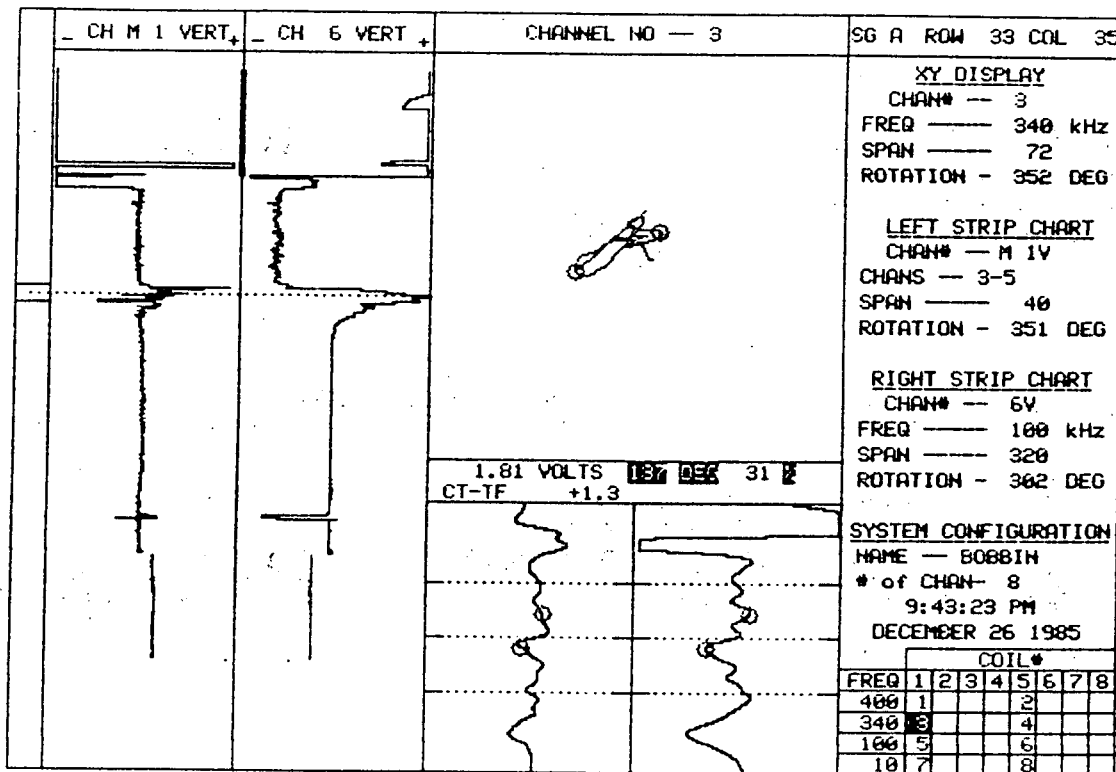 _ CH M 1 VERT +
_ CH 6 VERT +
CHANNEL NO — 3
1.81 VOLTS 137 DEG 31 %
CT-TF +1.3
SG A ROW 33 COL 35
XY DISPLAY
CHAN# — 3
FREQ — 340 kHz
SPAN — 72
ROTATION - 352 DEG
LEFT STRIP CHART
CHAN# — M 1V
CHANS — 3-5
SPAN — 40
ROTATION - 351 DEG
RIGHT STRIP CHART
CHAN# — 6V
FREQ — 100 kHz
SPAN — 320
ROTATION - 302 DEG
SYSTEM CONFIGURATION
NAME — BOBBIN
# of CHAN- 8
9:43:23 PM
DECEMBER 26 1985
COIL#
FREQ 1 2 3 4 5 6 7 8
400 1 2
340 3 4
100 5 6
10 7 8